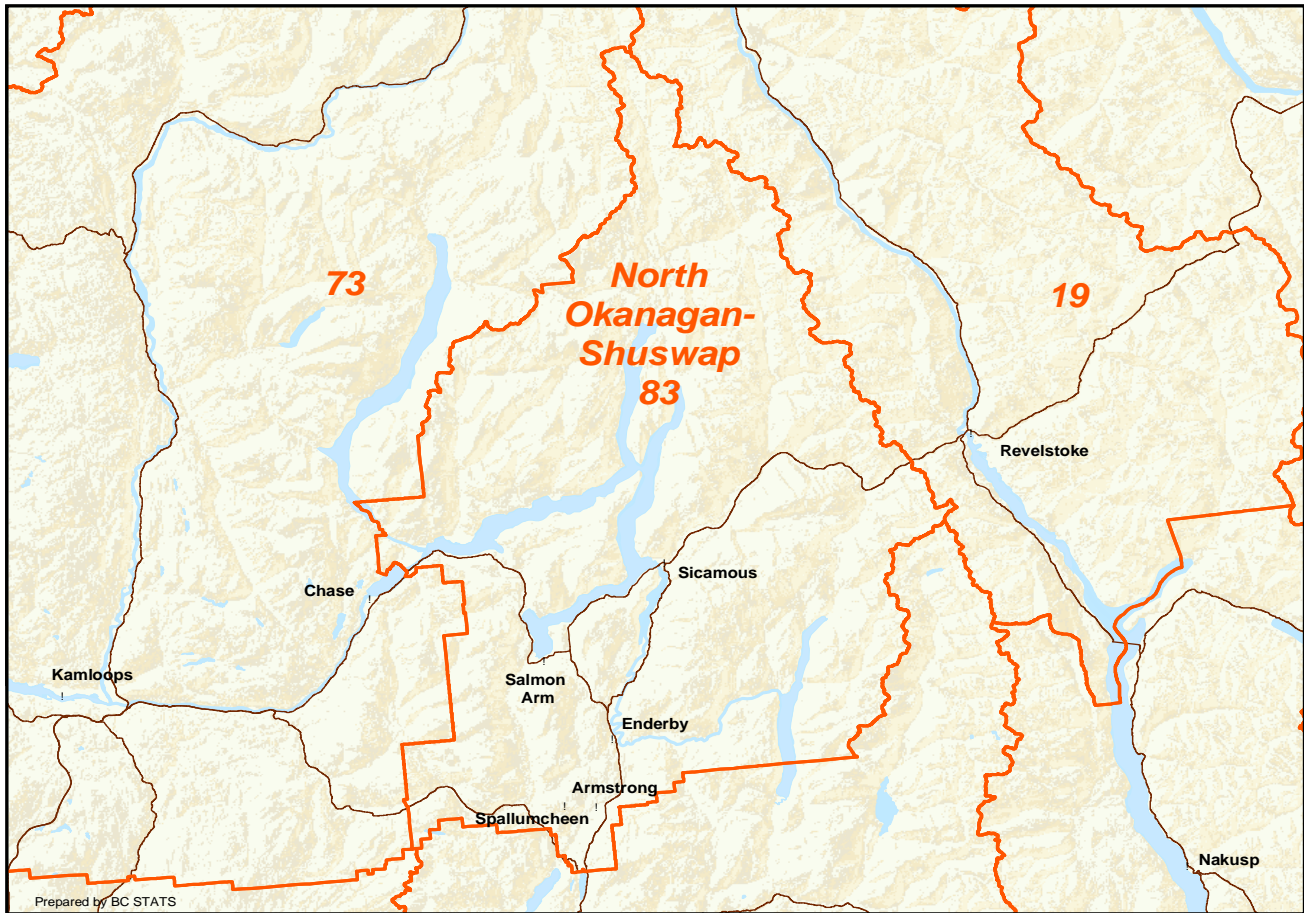 73
North
Okanagan-
Shuswap
83
19
Revelstoke
Sicamous
Chase
Kamloops
Salmon
Arm
Enderby
Armstrong
Spallumcheen
Nakusp
Prepared by BC STATS